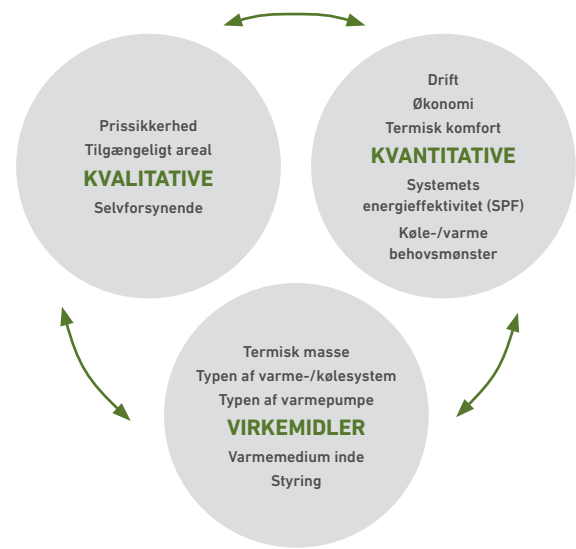 Prissikkerhed
Tilgængeligt areal
KVALITATIVE
Selvforsynende
Drift
Økonomi
Termisk komfort
KVANTITATIVE
Systemets
energieffektivitet (SPF)
Køle-/varme
behovsmønster
Termisk masse
Typen af varme-/kølesystem
Typen af varmepumpe
VIRKEMIDLER
Varmemedium inde
Styring